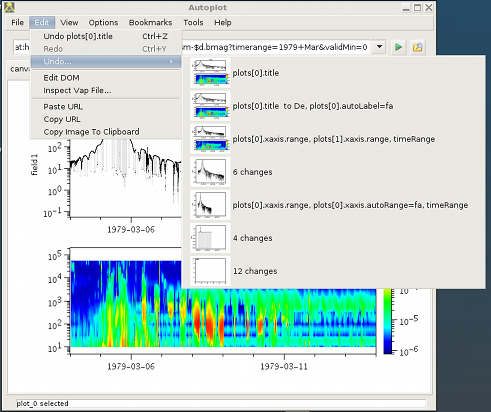 Autoplot
File Edit View Options Bookmarks Tools Help
at:h
sm-$d.bmag?timerange=1979+Mar&validMin=0
canv
Undo plots[0].title Ctrl+Z
Redo Ctrl+Y
Undo...
Edit DOM
Inspect Vap File...
Paste URL
Copy URL
Copy Image To Clipboard
plots[0].title
plots[0].title to De, plots[0].autoLabel=fa
plots[0].xaxis.range, plots[1].xaxis.range, timeRange
6 changes
plots[0].xaxis.range, plots[0].xaxis.autoRange=fa, timeRange
4 changes
12 changes
field1
10^1
10^0
10^-1
10^-2
1979-03-06
10^5
10^4
10^3
10^2
10^1
1979-03-06 1979-03-11
10^-5
10^-6
plot_0 selected